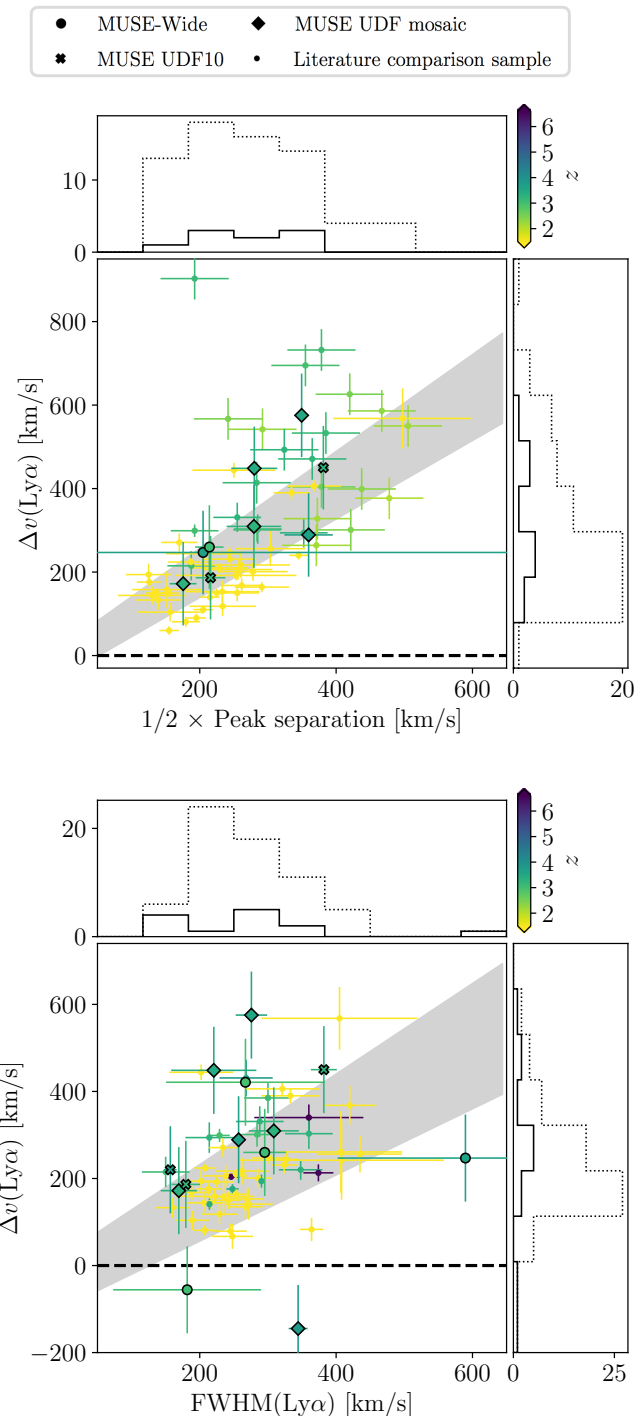 MUSE-Wide
MUSE UDF mosaic
MUSE UDF10
Literature comparison sample
10
0
6
5
4
3
2
z
800
600
400
200
0
Δv(Lyα) [km/s]
200 400 600
1/2 × Peak separation [km/s]
0 20
20
0
6
5
4
3
2
z
600
400
200
0
−200
Δv(Lyα) [km/s]
200 400 600
FWHM(Lyα) [km/s]
0 25